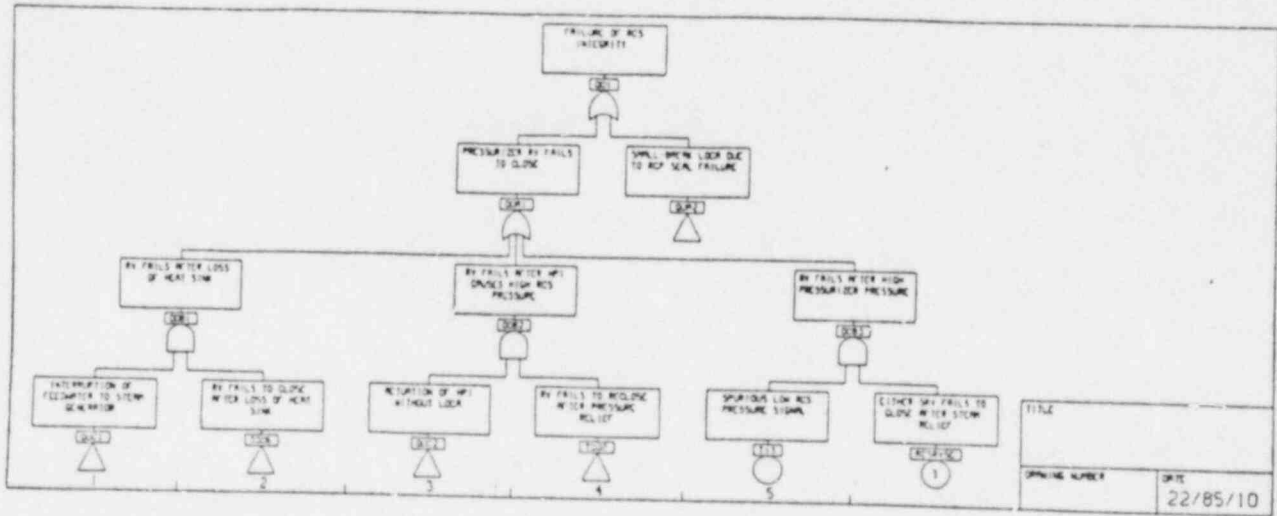 FAILURE OF RCS
INTEGRITY
PRESSURIZER RV FAILS
TO CLOSE
SMALL BREAK LOCA DUE
TO RCP SEAL FAILURE
RV FAILS AFTER LOSS
OF HEAT SINK
RV FAILS AFTER HPI
CAUSES HIGH RCS
PRESSURE
RV FAILS AFTER HIGH
PRESSURIZER PRESSURE
INTERRUPTION OF
FEEDWATER TO STEAM
GENERATOR
RV FAILS TO CLOSE
AFTER LOSS OF HEAT
SINK
ACTUATION OF HPI
WITHOUT LOCA
RV FAILS TO RECLOSE
AFTER PRESSURE
RELIEF
SPURIOUS LOW RCS
PRESSURE SIGNAL
EITHER SRV FAILS TO
CLOSE AFTER STEAM
RELIEF
1
2
3
4
5
TITLE
DRAWING NUMBER
DATE
22/85/10